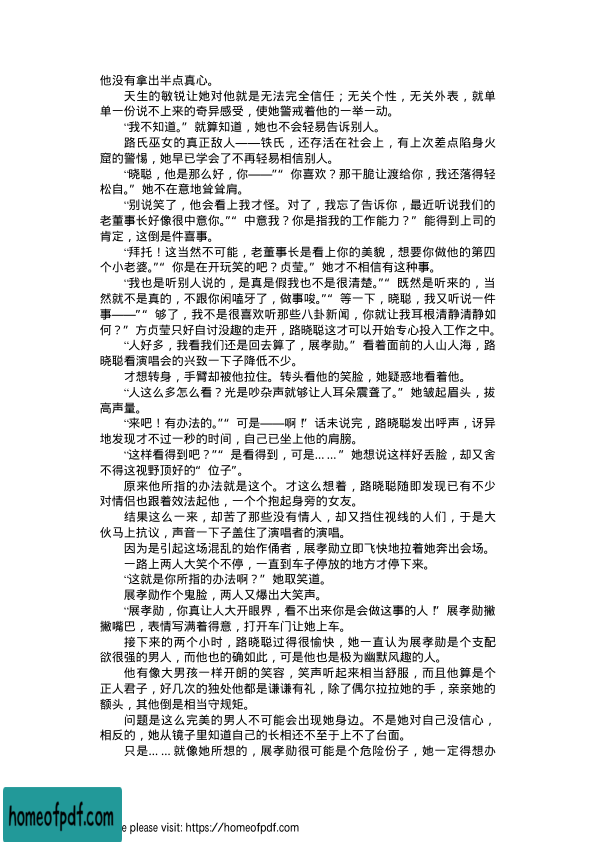 他没有拿出半点真心。
天生的敏锐让她对他就是无法完全信任；无关个性，无关外表，就单
单一份说不上来的奇异感受，使她警戒着他的一举一动。
“我不知道。”就算知道，她也不会轻易告诉别人。
路氏巫女的真正敌人——铁氏，还存活在社会上，有上次差点陷身火
窟的警惕，她早已学会了不再轻易相信别人。
“晓聪，他是那么好，你——”“你喜欢？那干脆让渡给你，我还落得轻
松自。”她不在意地耸耸肩。
“别说笑了，他会看上我才怪。对了，我忘了告诉你，最近听说我们的
老董事长好像很中意你。”“中意我？你是指我的工作能力？”能得到上司的
肯定，这倒是件喜事。
“拜托！这当然不可能，老董事长是看上你的美貌，想要你做他的第四
个小老婆。”“你是在开玩笑的吧？贞莹。”她才不相信有这种事。
“我也是听别人说的，是真是假我也不是很清楚。”“既然是听来的，当
然就不是真的，不跟你闲嗑牙了，做事唆。”“等一下，晓聪，我又听说一件
事——”“够了，我不是很喜欢听那些八卦新闻，你就让我耳根清静清静如
何？”方贞莹只好自讨没趣的走开，路晓聪这才可以开始专心投入工作之中。
“人好多，我看我们还是回去算了，展孝勋。”看着面前的人山人海，路
晓聪看演唱会的兴致一下子降低不少。
才想转身，手臂却被他拉住。转头看他的笑脸，她疑惑地看着他。
“人这么多怎么看？光是吵杂声就够让人耳朵震聋了。”她皱起眉头，拔
高声量。
“来吧！有办法的。”“可是——啊！”话未说完，路晓聪发出呼声，讶异
地发现才不过一秒的时间，自己已坐上他的肩膀。
“这样看得到吧？”“是看得到，可是……”她想说这样好丢脸，却又舍
不得这视野顶好的“位子”。
原来他所指的办法就是这个。才这么想着，路晓聪随即发现已有不少
对情侣也跟着效法起他，一个个抱起身旁的女友。
结果这么一来，却苦了那些没有情人，却又挡住视线的人们，于是大
伙马上抗议，声音一下子盖住了演唱者的演唱。
因为是引起这场混乱的始作俑者，展孝勋立即飞快地拉着她奔出会场。
一路上两人大笑个不停，一直到车子停放的地方才停下来。
“这就是你所指的办法啊？”她取笑道。
展孝勋作个鬼脸，两人又爆出大笑声。
“展孝勋，你真让人大开眼界，看不出来你是会做这事的人！”展孝勋撇
撇嘴巴，表情写满着得意，打开车门让她上车。
接下来的两个小时，路晓聪过得很愉快，她一直认为展孝勋是个支配
欲很强的男人，而他也的确如此，可是他也是极为幽默风趣的人。
他有像大男孩一样开朗的笑容，笑声听起来相当舒服，而且他算是个
正人君子，好几次的独处他都是谦谦有礼，除了偶尔拉拉她的手，亲亲她的
额头，其他倒是相当守规矩。
问题是这么完美的男人不可能会出现她身边。不是她对自己没信心，
相反的，她从镜子里知道自己的长相还不至于上不了台面。
只是……就像她所想的，展孝勋很可能是个危险份子，她一定得想办
homeofpdf.com
e please visit: https://homeofpdf.com